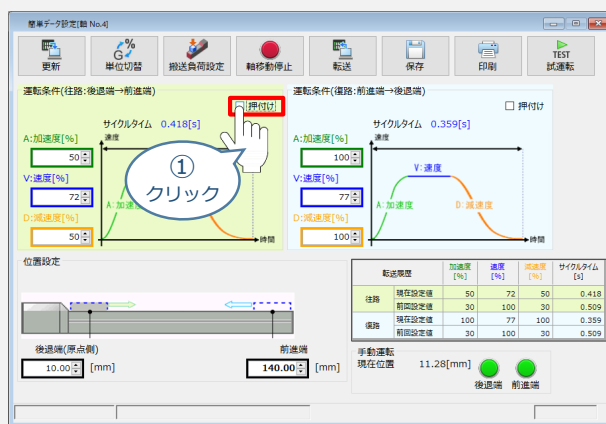 簡単データ設定[軸 No.4]
更新
G %
単位切替
搬送負荷設定
軸移動停止
転送
保存
印刷
TEST
試運転
運転条件(往路:後退端→前進端)
押付け
サイクルタイム 0.418[s]
A:加速度[%]
50
速度
V:速度[%]
72
A:加速度
D:減速度[%]
50
時間
①
クリック
運転条件(復路:前進端→後退端)
押付け
サイクルタイム 0.359[s]
A:加速度[%]
100
速度
V:速度
V:速度[%]
77
A:加速度
D:減速度
D:減速度[%]
100
時間
位置設定
後退端(原点側)
10.00 [mm]
前進端
140.00 [mm]
転送履歴 加速度[%] 速度[%] 減速度[%] サイクルタイム[s]
往路 現在設定値 50 72 50 0.418
前回設定値 30 100 30 0.509
復路 現在設定値 100 77 100 0.359
前回設定値 30 100 30 0.509
手動運転
現在位置 11.28[mm]
後退端 前進端